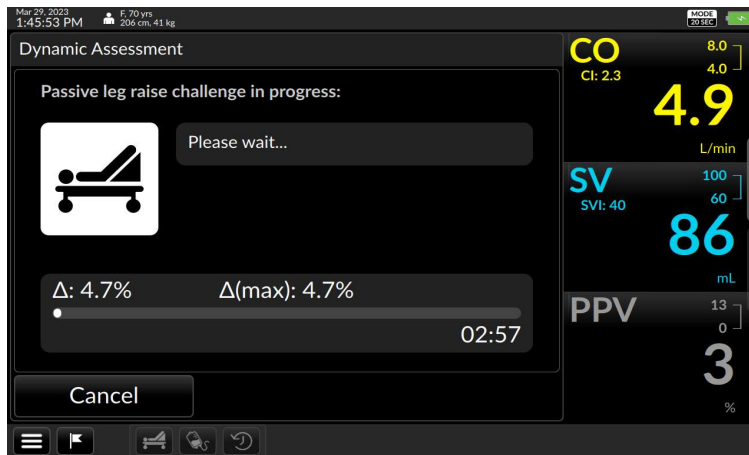 Mar 29, 2023
1:45:53 PM
F, 70 yrs
206 cm, 41 kg
MODE
20 SEC
Dynamic Assessment
Passive leg raise challenge in progress:
Please wait...
Δ: 4.7% Δ(max): 4.7%
02:57
Cancel
CO
CI: 2.3
8.0
4.0
4.9
L/min
SV
SVI: 40
100
60
86
mL
PPV
13
0
3
%